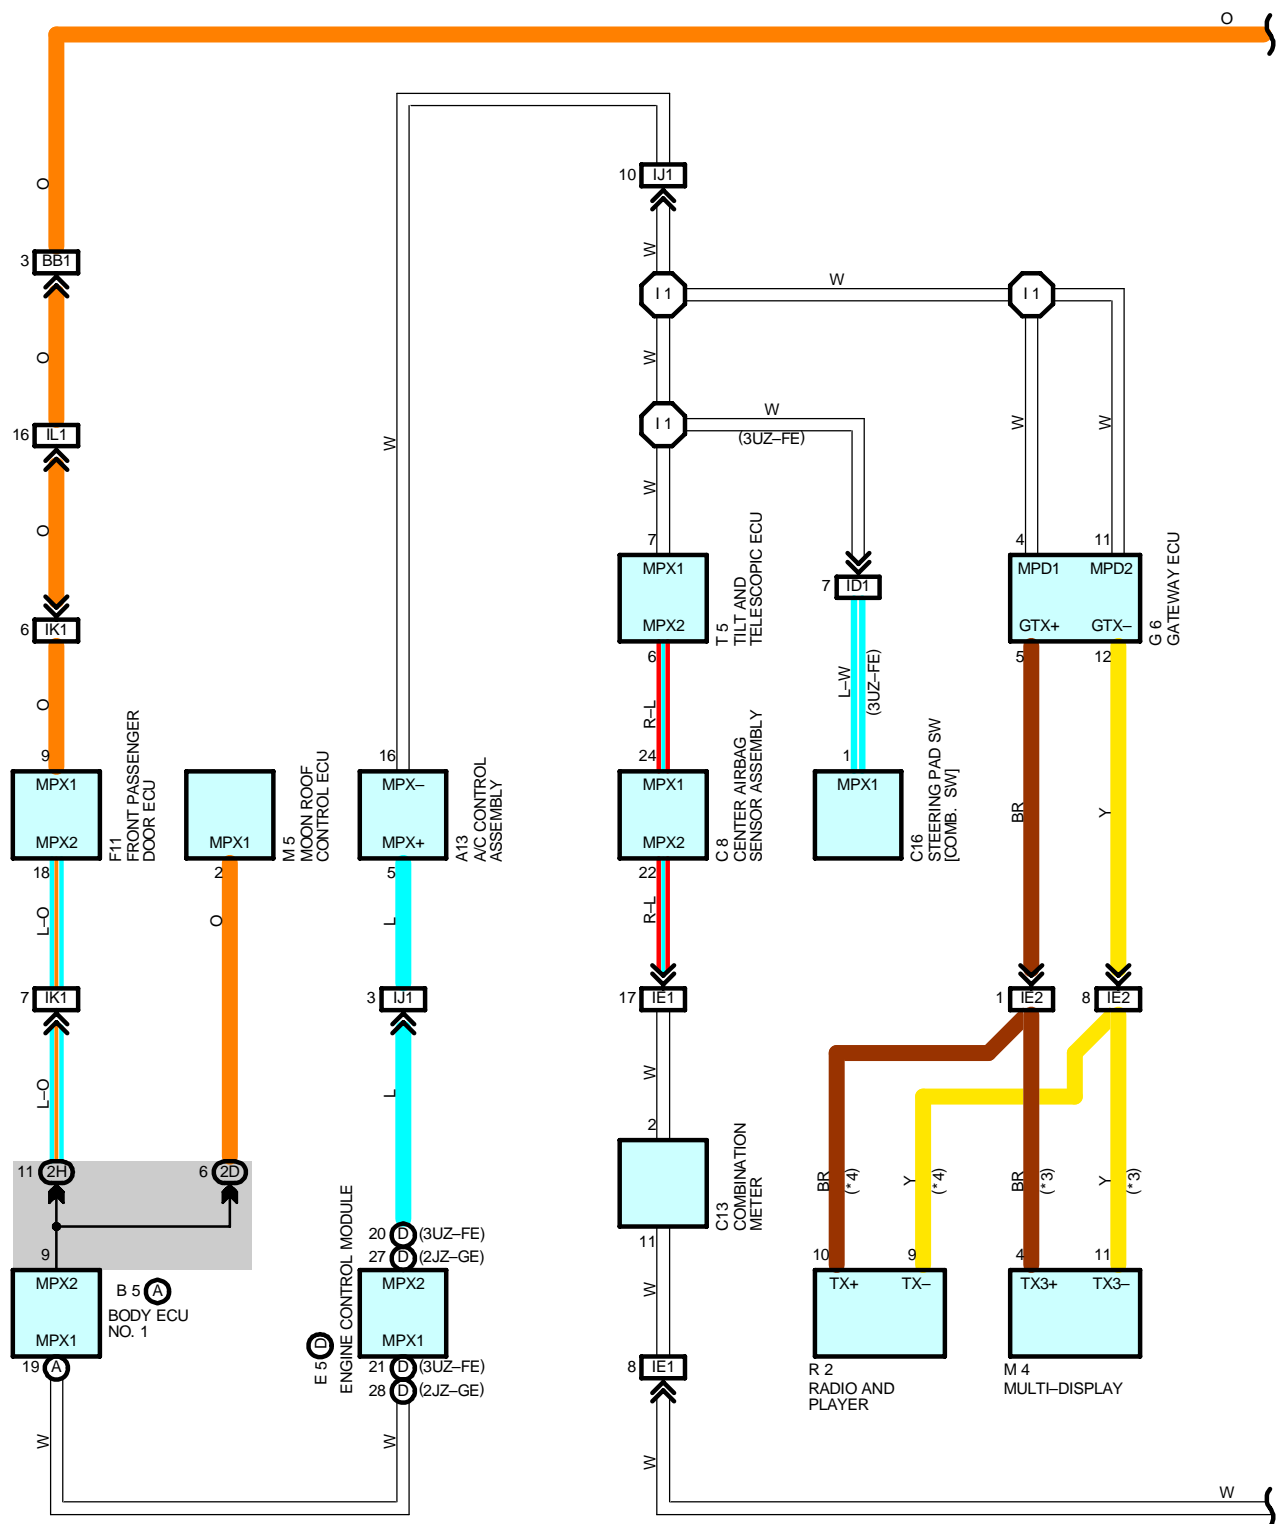 O
O
3 BB1
O
16 IL1
O
6 IK1
O
9
MPX1
MPX2
F11
FRONT PASSENGER
DOOR ECU
18
L–O
7 IK1
L–O
11 2H
6 2D
9
MPX2
MPX1
B 5 A
BODY ECU
NO. 1
19 A
W
MPX1
M 5
MOON ROOF
CONTROL ECU
2
O
W
16
MPX–
MPX+
A13
A/C CONTROL
ASSEMBLY
5
L
3 IJ1
L
20 D (3UZ–FE)
27 D (2JZ–GE)
MPX2
MPX1
E 5 D
ENGINE CONTROL MODULE
21 D (3UZ–FE)
28 D (2JZ–GE)
W
10 IJ1
W
I 1
W
I 1
W
I 1
W
(3UZ–FE)
W
7
MPX1
MPX2
T 5
TILT AND
TELESCOPIC ECU
6
R–L
24
MPX1
MPX2
C 8
CENTER AIRBAG
SENSOR ASSEMBLY
22
R–L
17 IE1
W
2
C13
COMBINATION
METER
11
W
8 IE1
W
W
7 ID1
L–W
(3UZ–FE)
1
MPX1
C16
STEERING PAD SW
[COMB. SW]
W
W
4
11
MPD1 MPD2
GTX+ GTX–
G 6
GATEWAY ECU
5
12
BR
Y
1 IE2
8 IE2
BR
(*4)
Y
(*4)
BR
(*3)
Y
(*3)
10
9
TX+ TX–
R 2
RADIO AND
PLAYER
4
11
TX3+ TX3–
M 4
MULTI–DISPLAY